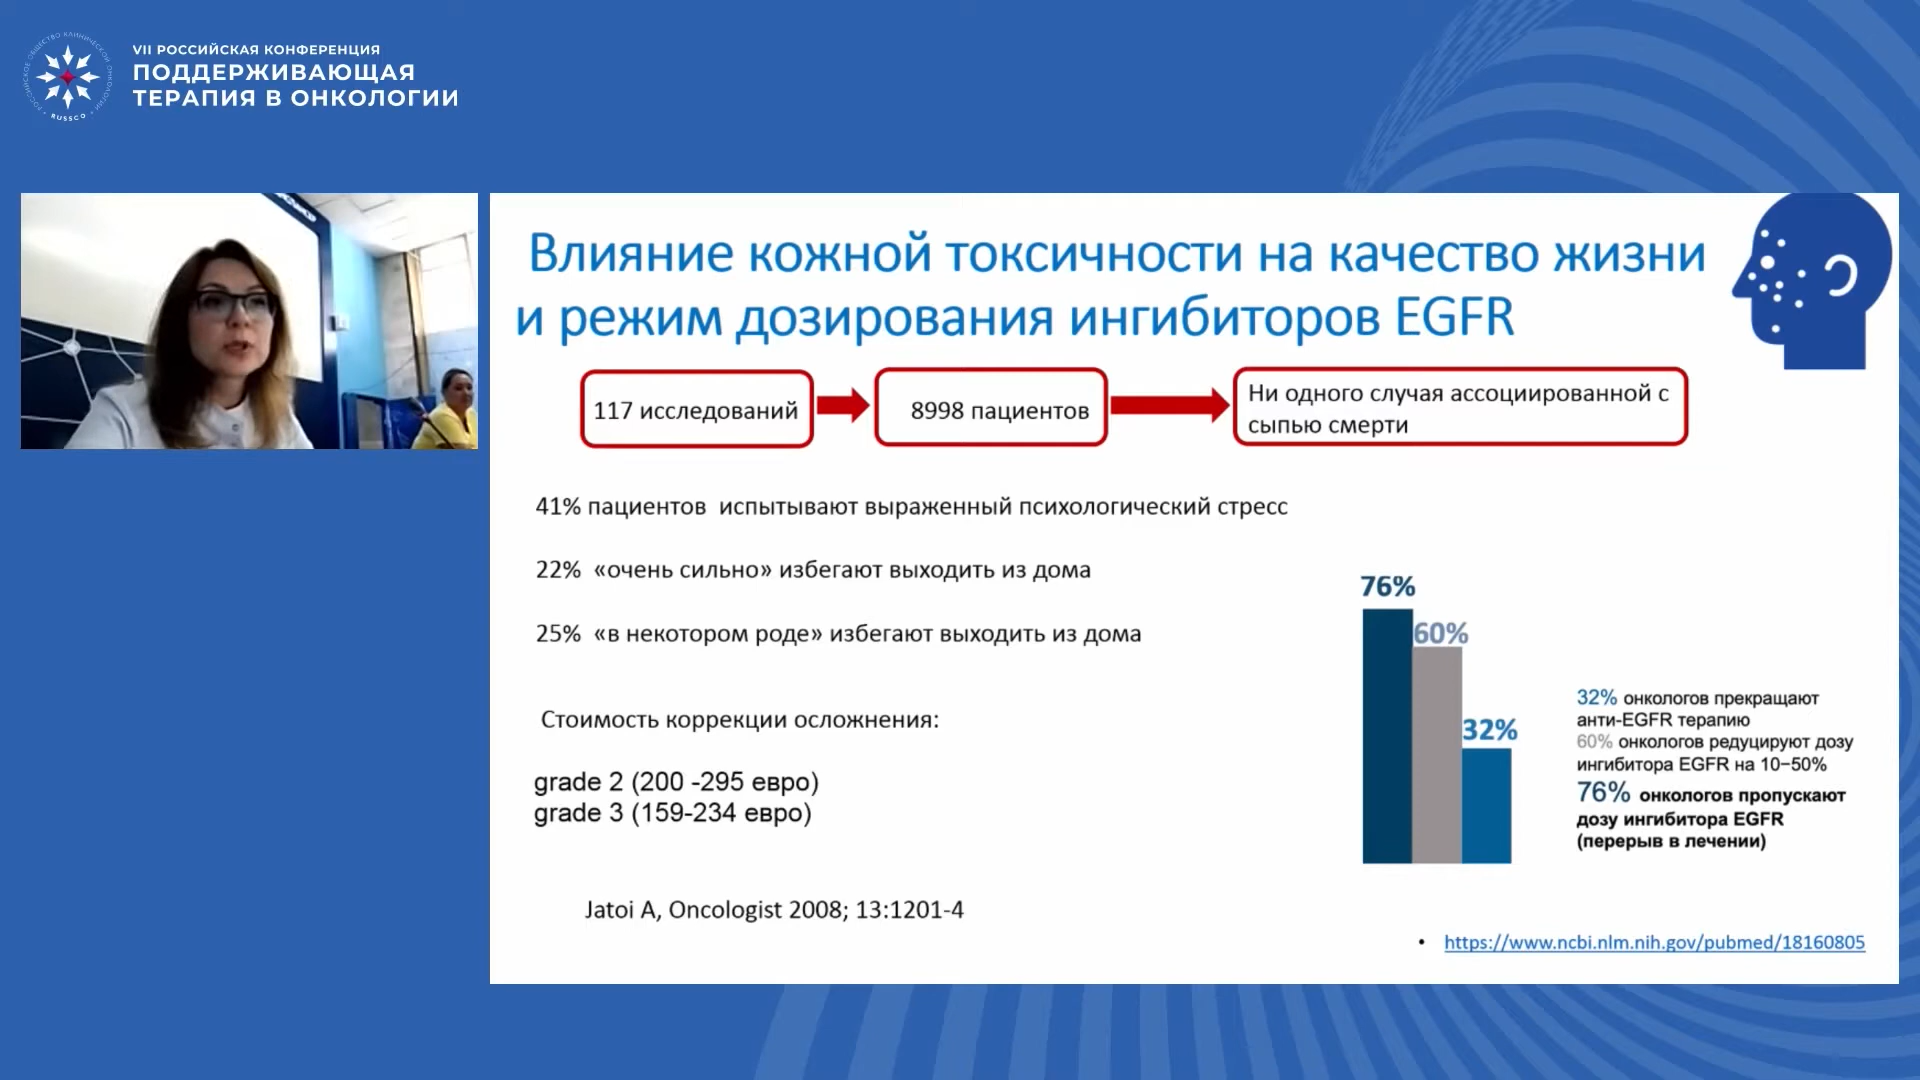 РОССИЙСКОЕ ОБЩЕСТВО КЛИНИЧЕСКОЙ ОНКОЛОГИИ
RUSSCO
VII РОССИЙСКАЯ КОНФЕРЕНЦИЯ
ПОДДЕРЖИВАЮЩАЯ
ТЕРАПИЯ В ОНКОЛОГИИ
Влияние кожной токсичности на качество жизни
и режим дозирования ингибиторов EGFR
117 исследований
8998 пациентов
Ни одного случая ассоциированной с
сыпью смерти
41% пациентов испытывают выраженный психологический стресс
22% «очень сильно» избегают выходить из дома
25% «в некотором роде» избегают выходить из дома
Стоимость коррекции осложнения:
grade 2 (200 -295 евро)
grade 3 (159-234 евро)
Jatoi A, Oncologist 2008; 13:1201-4
76%
60%
32%
32% онкологов прекращают
анти-EGFR терапию
60% онкологов редуцируют дозу
ингибитора EGFR на 10−50%
76% онкологов пропускают
дозу ингибитора EGFR
(перерыв в лечении)
• https://www.ncbi.nlm.nih.gov/pubmed/18160805